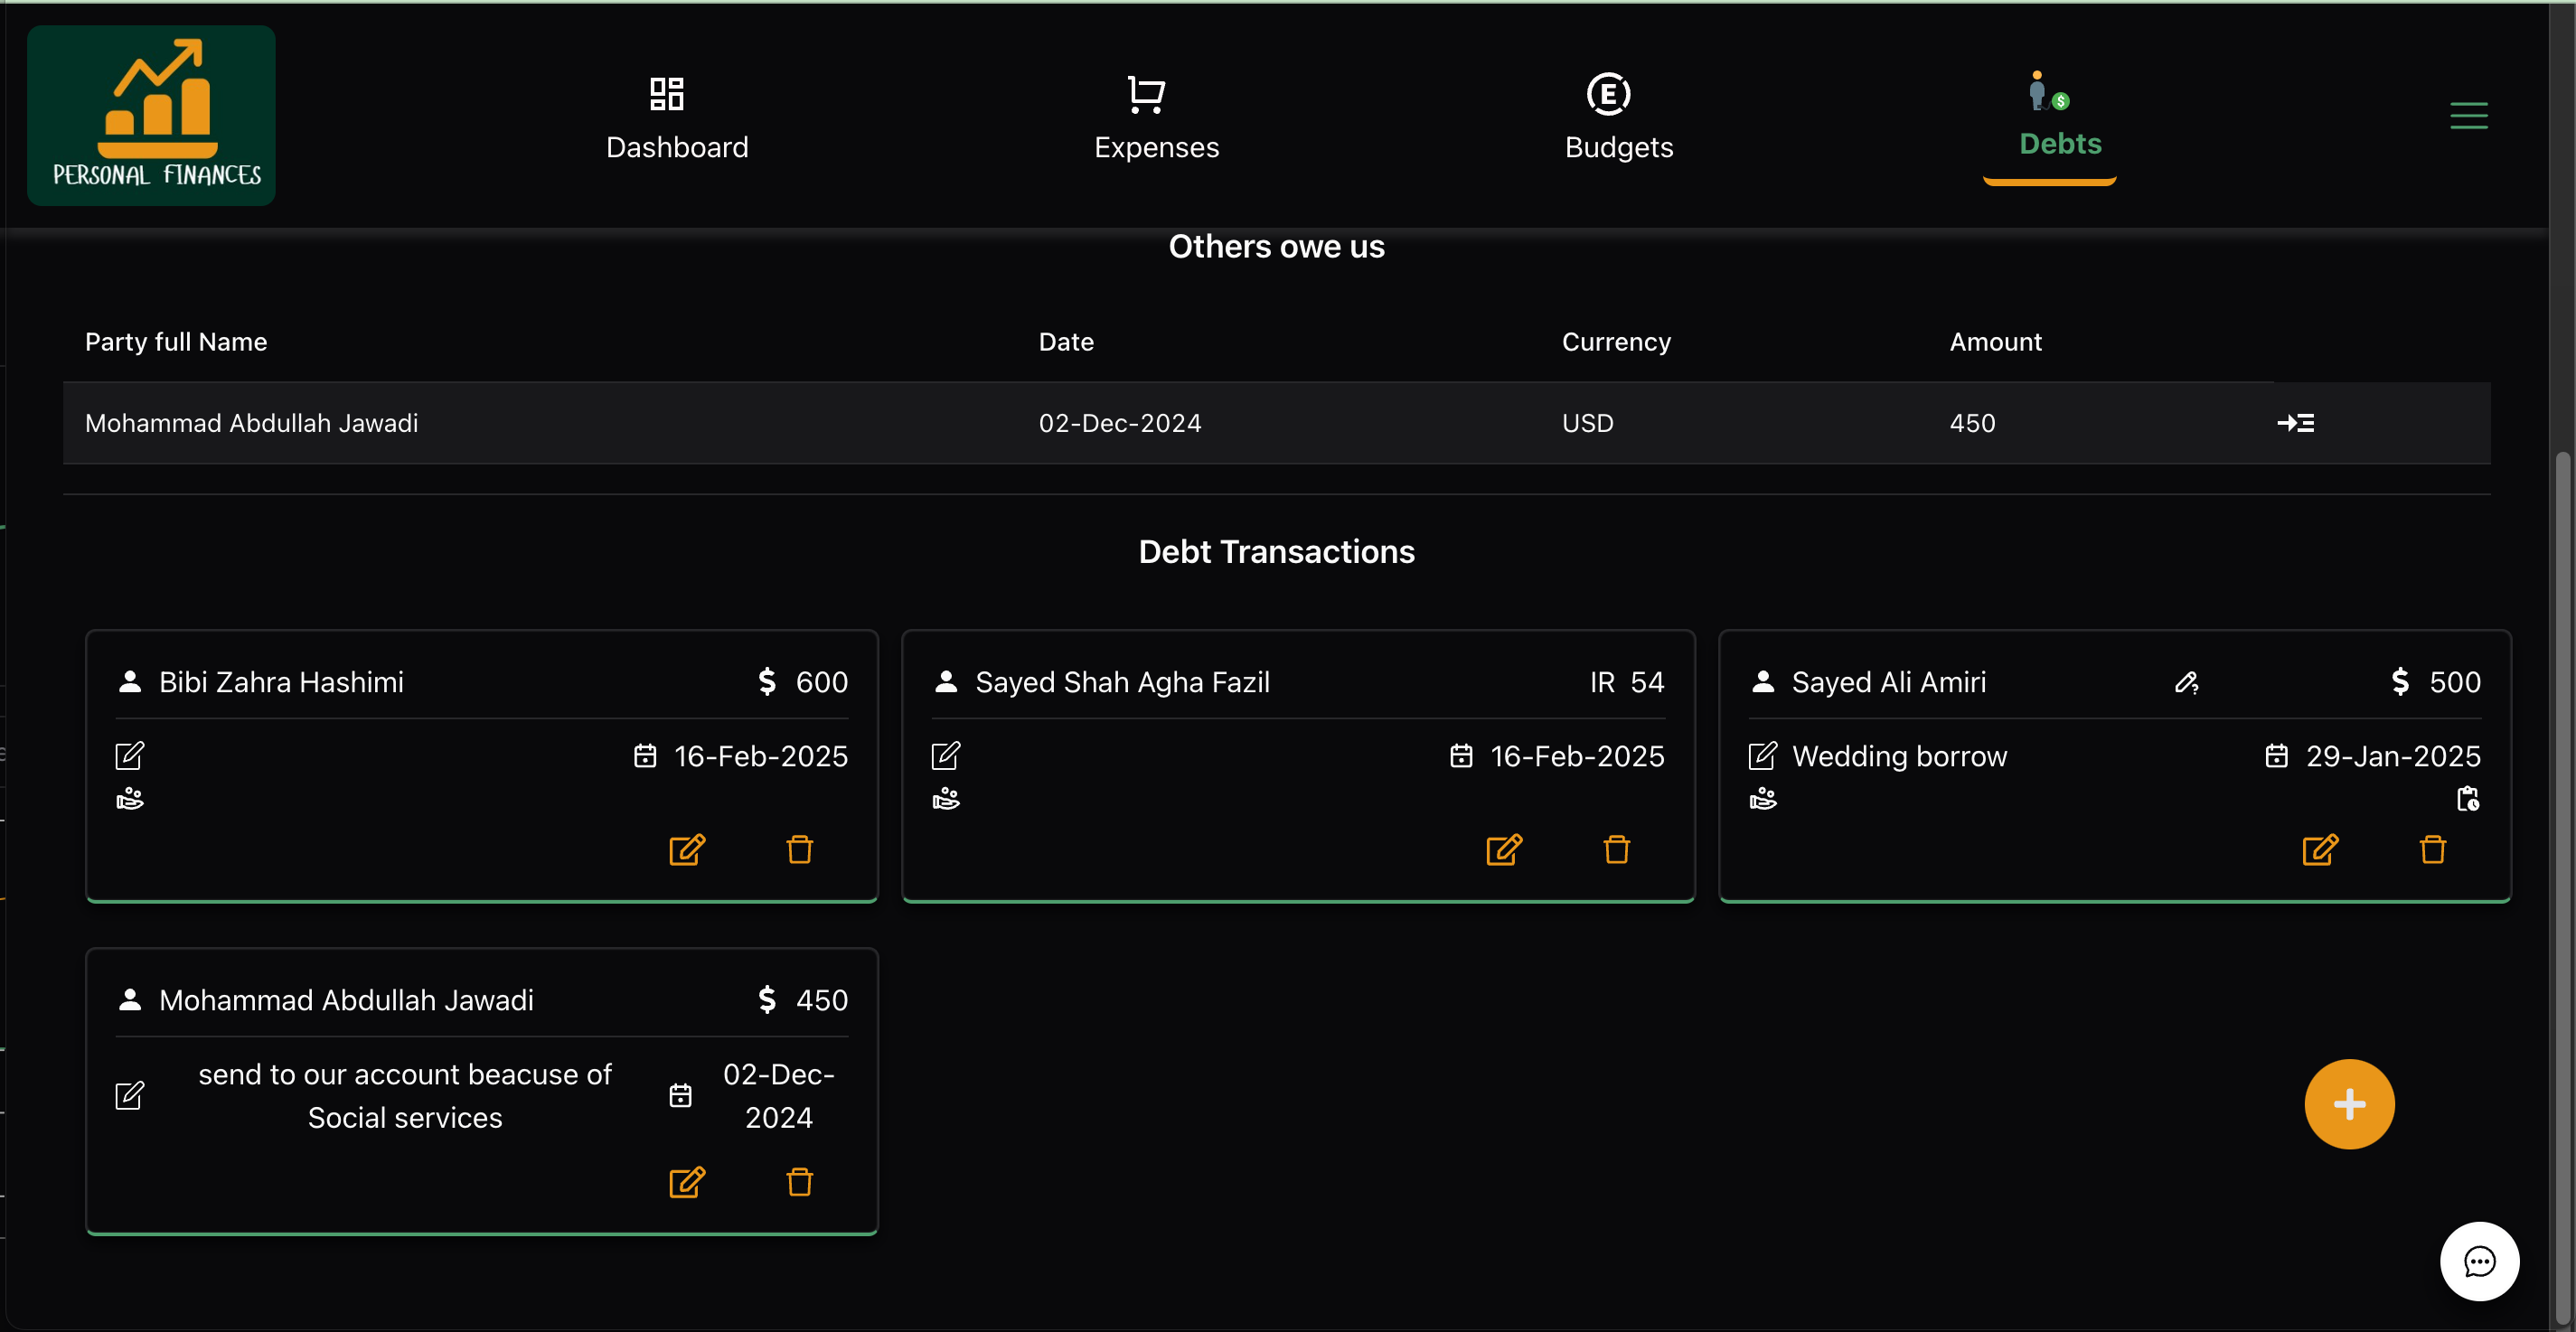 PERSONAL FINANCES
Dashboard
Expenses
Budgets
Debts
Others owe us
Party full Name Date Currency Amount
Mohammad Abdullah Jawadi 02-Dec-2024 USD 450
Debt Transactions
Bibi Zahra Hashimi $ 600
16-Feb-2025
Sayed Shah Agha Fazil IR 54
16-Feb-2025
Sayed Ali Amiri $ 500
Wedding borrow 29-Jan-2025
Mohammad Abdullah Jawadi $ 450
send to our account beacuse of
Social services
02-Dec-
2024